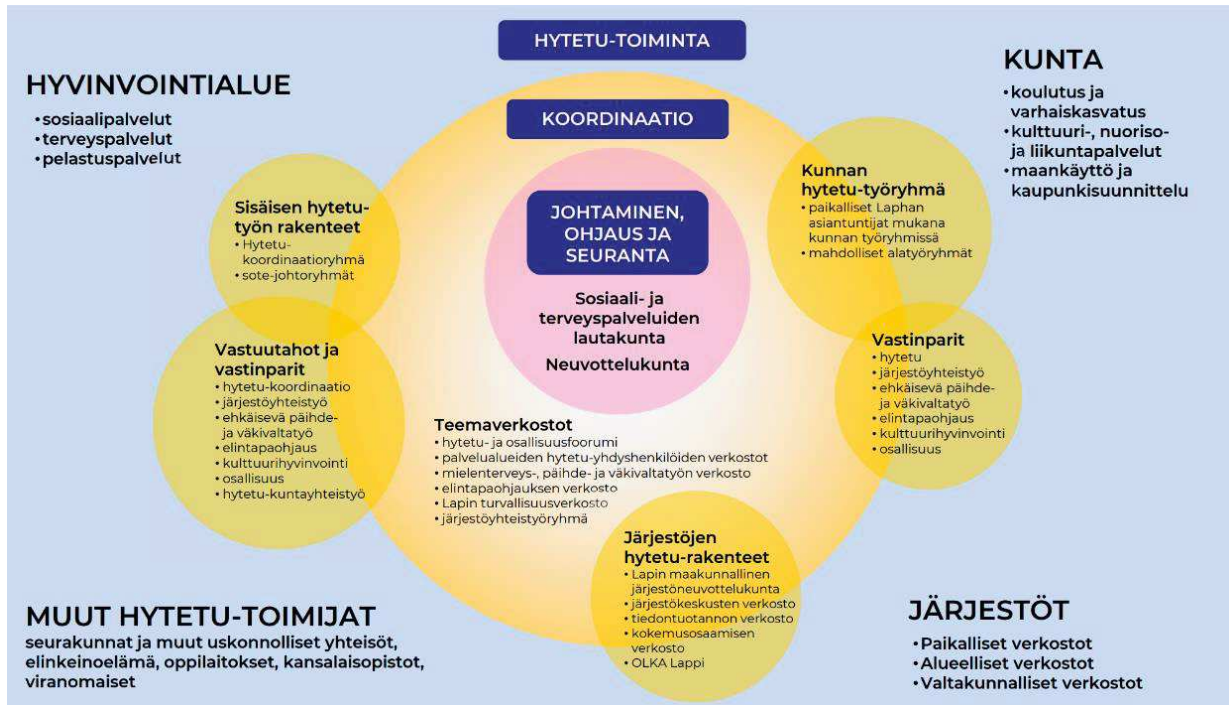 HYTETU-TOIMINTA
HYVINVOINTIALUE
•sosiaalipalvelut
•terveyspalvelut
•pelastuspalvelut
KUNTA
•koulutus ja
varhaiskasvatus
•kulttuuri-, nuoriso-
ja liikuntapalvelut
•maankäyttö ja
kaupunkisuunnittelu
KOORDINAATIO
JOHTAMINEN,
OHJAUS JA
SEURANTA
Sosiaali- ja
terveyspalveluiden
lautakunta
Neuvottelukunta
Sisäisen hytetu-
työn rakenteet
• Hytetu-
koordinaatioryhmä
• sote-johtoryhmät
Kunnan
hytetu-työryhmä
• paikalliset Laphan
asiantuntijat mukana
kunnan työryhmissä
• mahdolliset alatyöryhmät
Vastuutahot ja
vastinparit
• hytetu-koordinaatio
• järjestöyhteistyö
• ehkäisevä päihde-
ja väkivaltatyö
• elintapaohjaus
• kulttuurihyvinvointi
• osallisuus
• hytetu-kuntayhteistyö
Vastinparit
• hytetu
• järjestöyhteistyö
• ehkäisevä päihde-
ja väkivaltatyö
• elintapaohjaus
• kulttuurihyvinvointi
• osallisuus
Teemaverkostot
• hytetu- ja osallisuusfoorumi
• palvelualueiden hytetu-yhdyshenkilöiden verkostot
• mielenterveys-, päihde- ja väkivaltatyön verkosto
• elintapaohjauksen verkosto
• Lapin turvallisuusverkosto
• järjestöyhteistyöryhmä
Järjestöjen
hytetu-rakenteet
• Lapin maakunnallinen
järjestöneuvottelukunta
• järjestökeskusten verkosto
• tiedontuotannon verkosto
• kokemusosaamisen
verkosto
• OLKA Lappi
MUUT HYTETU-TOIMIJAT
seurakunnat ja muut uskonnolliset yhteisöt,
elinkeinoelämä, oppilaitokset, kansalaisopistot,
viranomaiset
JÄRJESTÖT
•Paikalliset verkostot
•Alueelliset verkostot
•Valtakunnalliset verkostot